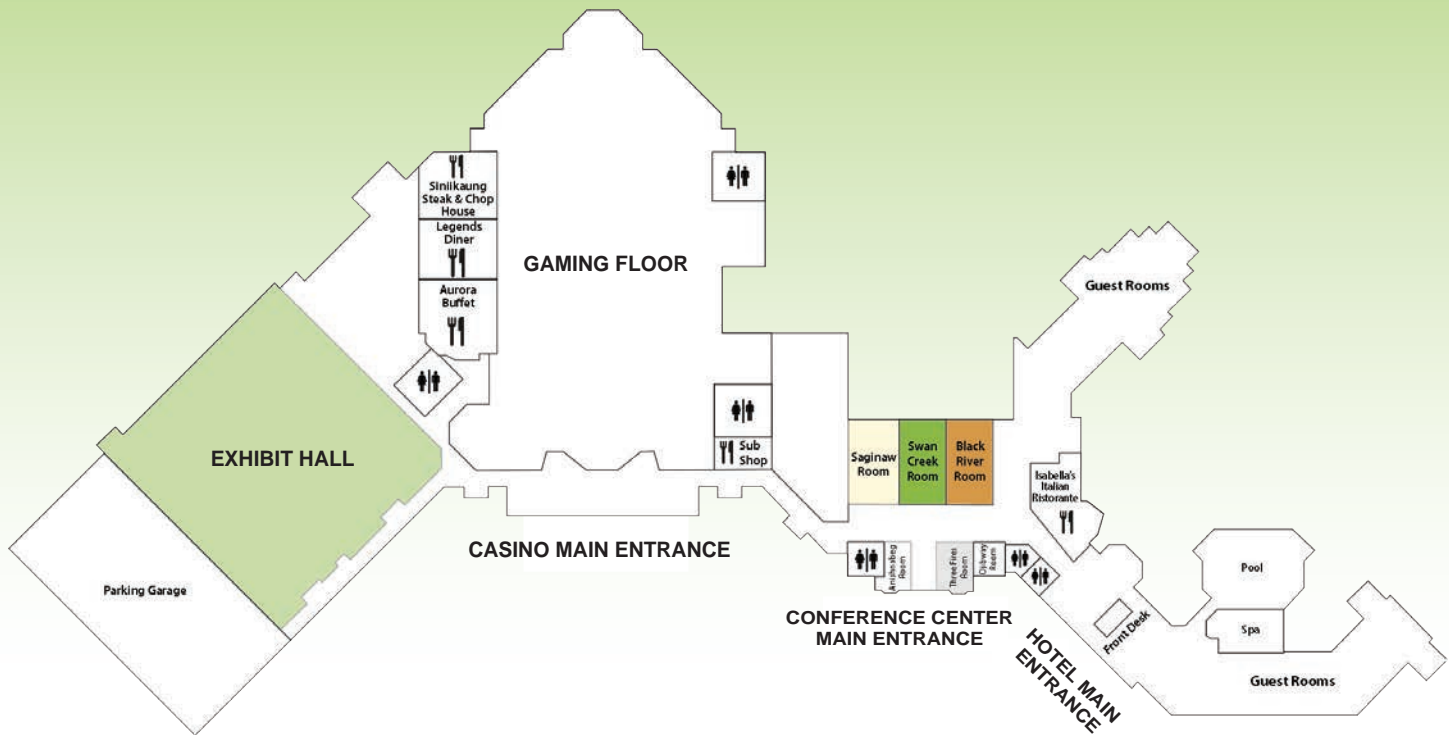 Siniikaung
Steak & Chop
House
Legends
Diner
Aurora
Buffet
GAMING FLOOR
EXHIBIT HALL
Parking Garage
CASINO MAIN ENTRANCE
Sub
Shop
Saginaw
Room
Swan
Creek
Room
Black
River
Room
Guest Rooms
Isabella's
Italian
Ristorante
Room
Three Fires
Room
Ojibway
Room
CONFERENCE CENTER
MAIN ENTRANCE
HOTEL MAIN
ENTRANCE
Front Desk
Pool
Spa
Guest Rooms